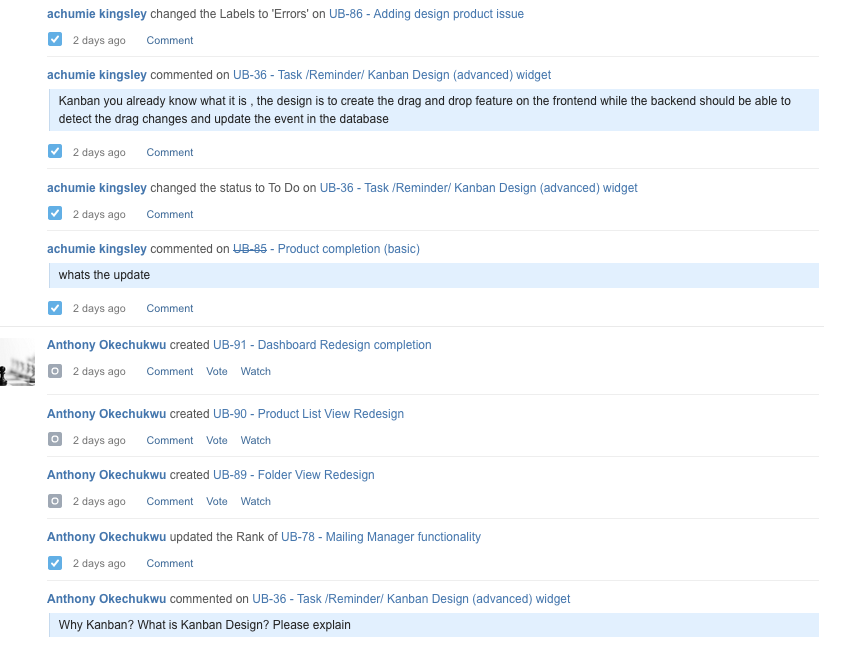 achumie kingsley changed the Labels to 'Errors' on UB-86 - Adding design product issue
2 days ago Comment
achumie kingsley commented on UB-36 - Task /Reminder/ Kanban Design (advanced) widget
Kanban you already know what it is , the design is to create the drag and drop feature on the frontend while the backend should be able to
detect the drag changes and update the event in the database
2 days ago Comment
achumie kingsley changed the status to To Do on UB-36 - Task /Reminder/ Kanban Design (advanced) widget
2 days ago Comment
achumie kingsley commented on UB-85 - Product completion (basic)
whats the update
2 days ago Comment
Anthony Okechukwu created UB-91 - Dashboard Redesign completion
2 days ago Comment Vote Watch
Anthony Okechukwu created UB-90 - Product List View Redesign
2 days ago Comment Vote Watch
Anthony Okechukwu created UB-89 - Folder View Redesign
2 days ago Comment Vote Watch
Anthony Okechukwu updated the Rank of UB-78 - Mailing Manager functionality
2 days ago Comment
Anthony Okechukwu commented on UB-36 - Task /Reminder/ Kanban Design (advanced) widget
Why Kanban? What is Kanban Design? Please explain